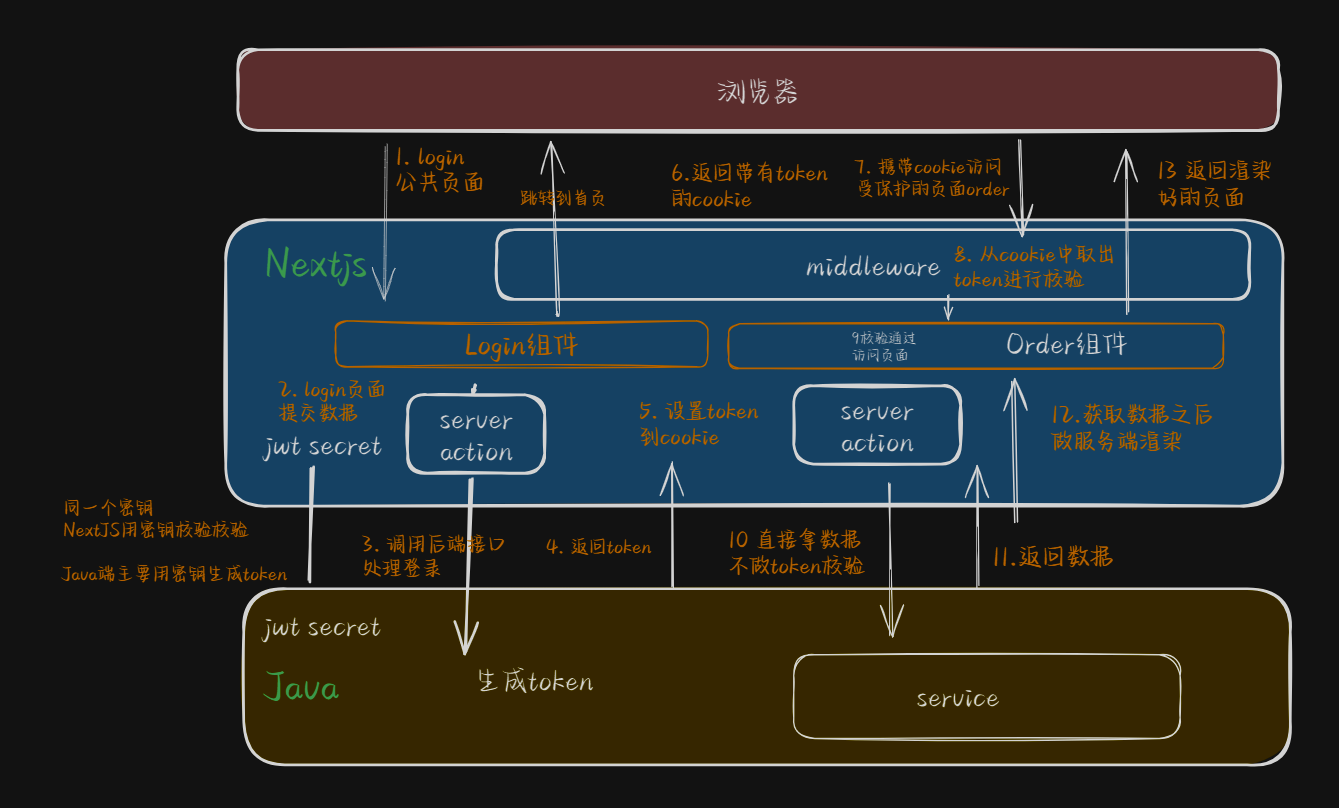 浏览器
1. login
公共页面
跳转到首页
6.返回带有token
的cookie
7. 携带cookie访问
受保护的页面order
13 返回渲染
好的页面
Nextjs
middleware
8. 从cookie中取出
token进行校验
Login组件
9校验通过
访问页面
Order组件
2. login页面
提交数据
jwt secret
server
action
5. 设置token
到cookie
server
action
12.获取数据之后
做服务端渲染
同一个密钥
NextJS用密钥校验校验
Java端主要用密钥生成token
3. 调用后端接口
处理登录
4. 返回token
10 直接拿数据
不做token校验
11.返回数据
jwt secret
Java
生成token
service